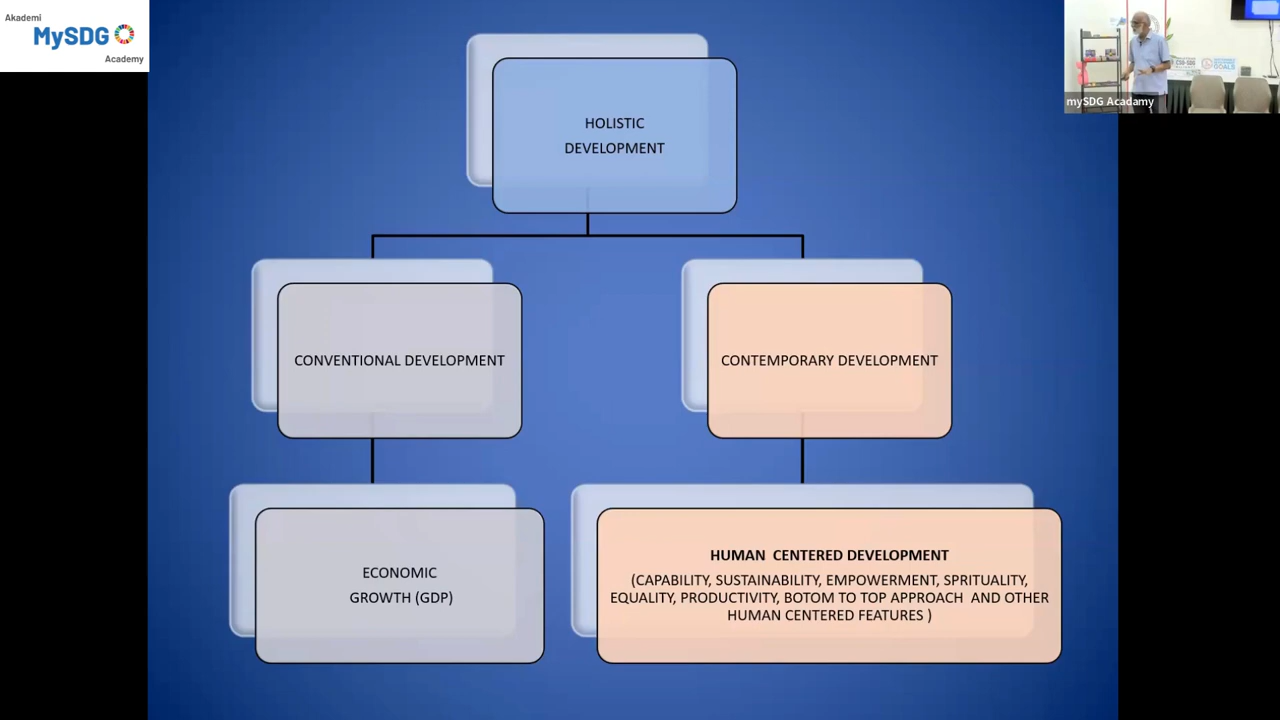 Akademi
MySDG
Academy
HOLISTIC
DEVELOPMENT
CONVENTIONAL DEVELOPMENT
CONTEMPORARY DEVELOPMENT
ECONOMIC
GROWTH (GDP)
HUMAN CENTERED DEVELOPMENT
(CAPABILITY, SUSTAINABILITY, EMPOWERMENT, SPRITUALITY,
EQUALITY, PRODUCTIVITY, BOTOM TO TOP APPROACH AND OTHER
HUMAN CENTERED FEATURES )
mySDG Acadamy
GOALS